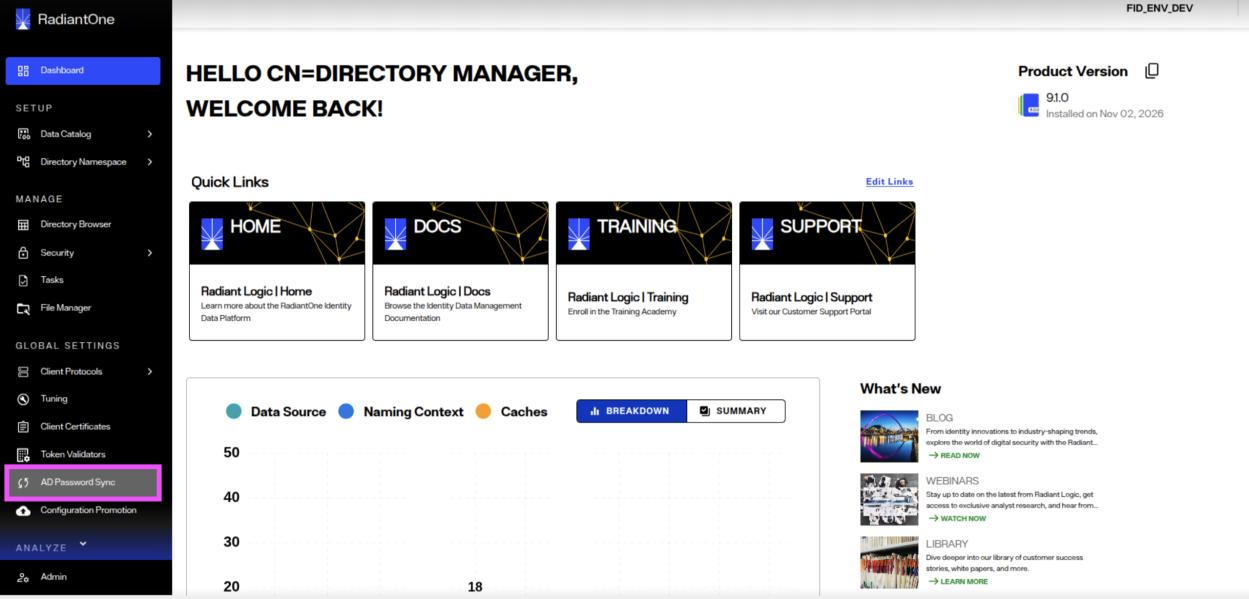 RadiantOne
FID_ENV_DEV
Dashboard
SETUP
Data Catalog
Directory Namespace
MANAGE
Directory Browser
Security
Tasks
File Manager
GLOBAL SETTINGS
Client Protocols
Tuning
Client Certificates
Token Validators
AD Password Sync
Configuration Promotion
ANALYZE
Admin
HELLO CN=DIRECTORY MANAGER,
WELCOME BACK!
Product Version
9.1.0
Installed on Nov 02, 2026
Quick Links
Edit Links
HOME
Radiant Logic | Home
Learn more about the RadiantOne Identity
Data Platform
DOCS
Radiant Logic | Docs
Browse the Identity Data Management
Documentation
TRAINING
Radiant Logic | Training
Enroll in the Training Academy
SUPPORT
Radiant Logic | Support
Visit our Customer Support Portal
Data Source
Naming Context
Caches
BREAKDOWN
SUMMARY
50
40
30
20
18
What's New
BLOG
From identity innovations to industry-shaping trends,
explore the world of digital security with the Radiant...
READ NOW
WEBINARS
Stay up to date on the latest from Radiant Logic, get
access to exclusive analyst research, and hear from...
WATCH NOW
LIBRARY
Dive deeper into our library of customer success
stories, white papers, and more.
LEARN MORE